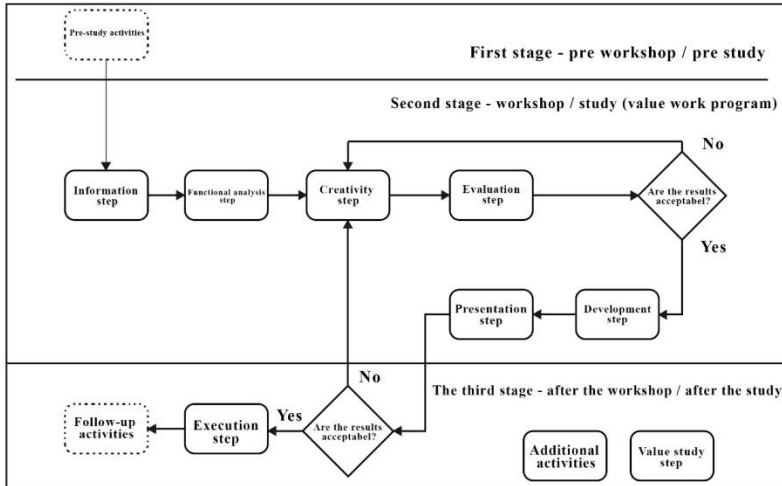 Pre-study activities
First stage - pre workshop / pre study
Second stage - workshop / study (value work program)
No
Information
step
Functional analysis
step
Creativity
step
Evaluation
step
Are the results
acceptabel?
Yes
Presentation
step
Development
step
No
The third stage - after the workshop / after the study
Follow-up
activities
Execution
step
Yes
Are the results
acceptabel?
Additional
activities
Value study
step